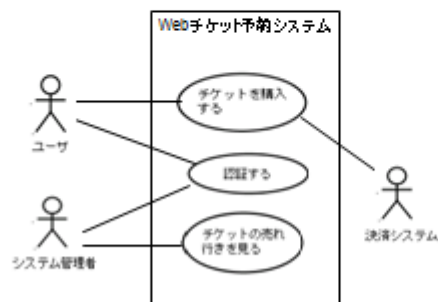 Webチケット予約システム
チケットを購入
する
ユーザ
認証する
決済システム
チケットの売れ
行きを見る
システム管理者